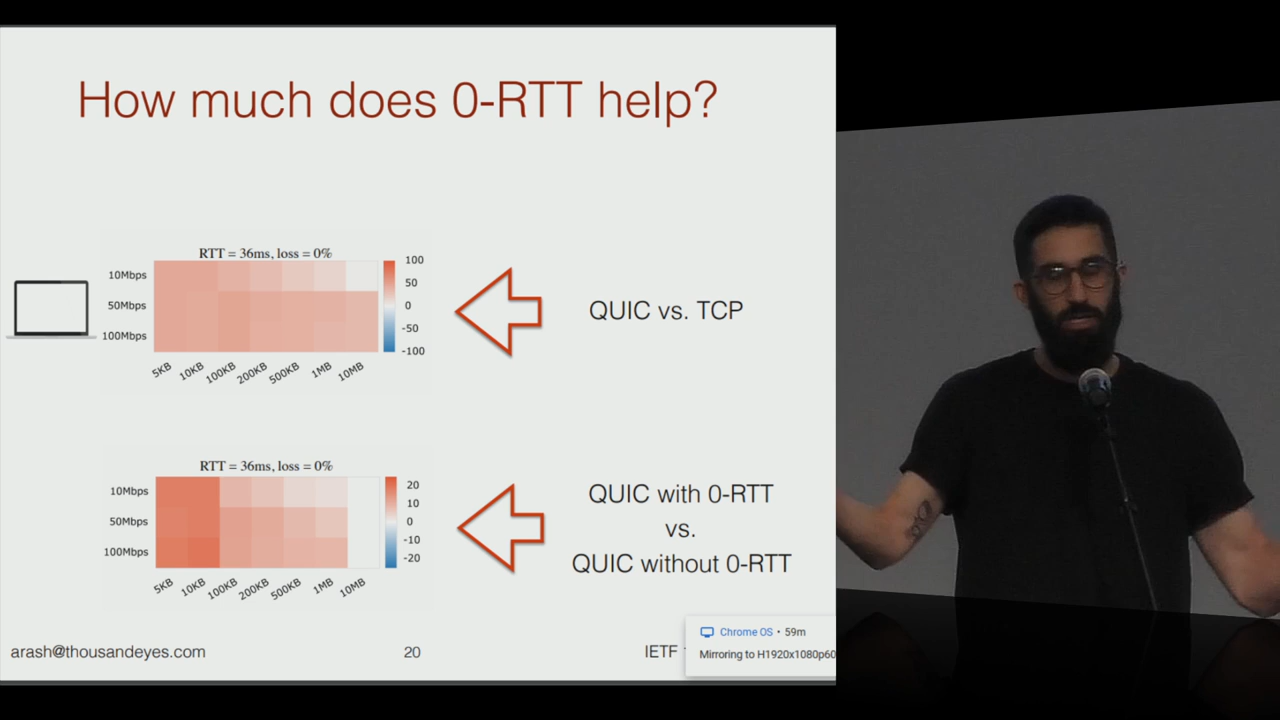 How much does 0-RTT help?
RTT = 36ms, loss = 0%
10Mbps
50Mbps
100Mbps
5KB
10KB
100KB
200KB
500KB
1MB
10MB
100
50
0
-50
-100
QUIC vs. TCP
RTT = 36ms, loss = 0%
10Mbps
50Mbps
100Mbps
5KB
10KB
100KB
200KB
500KB
1MB
10MB
20
10
0
-10
-20
QUIC with 0-RTT
vs.
QUIC without 0-RTT
arash@thousandeyes.com
20
IETF
Chrome OS • 59m
Mirroring to H1920x1080p60